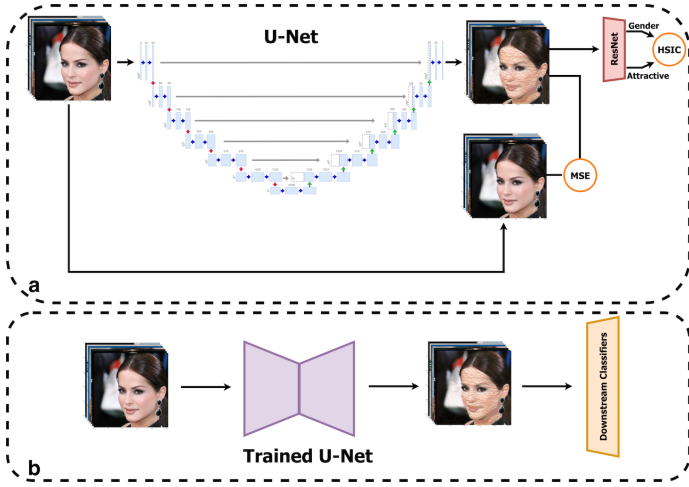 U-Net
ResNet
Gender
Attractive
HSIC
MSE
a
Downstream Classifiers
Trained U-Net
b